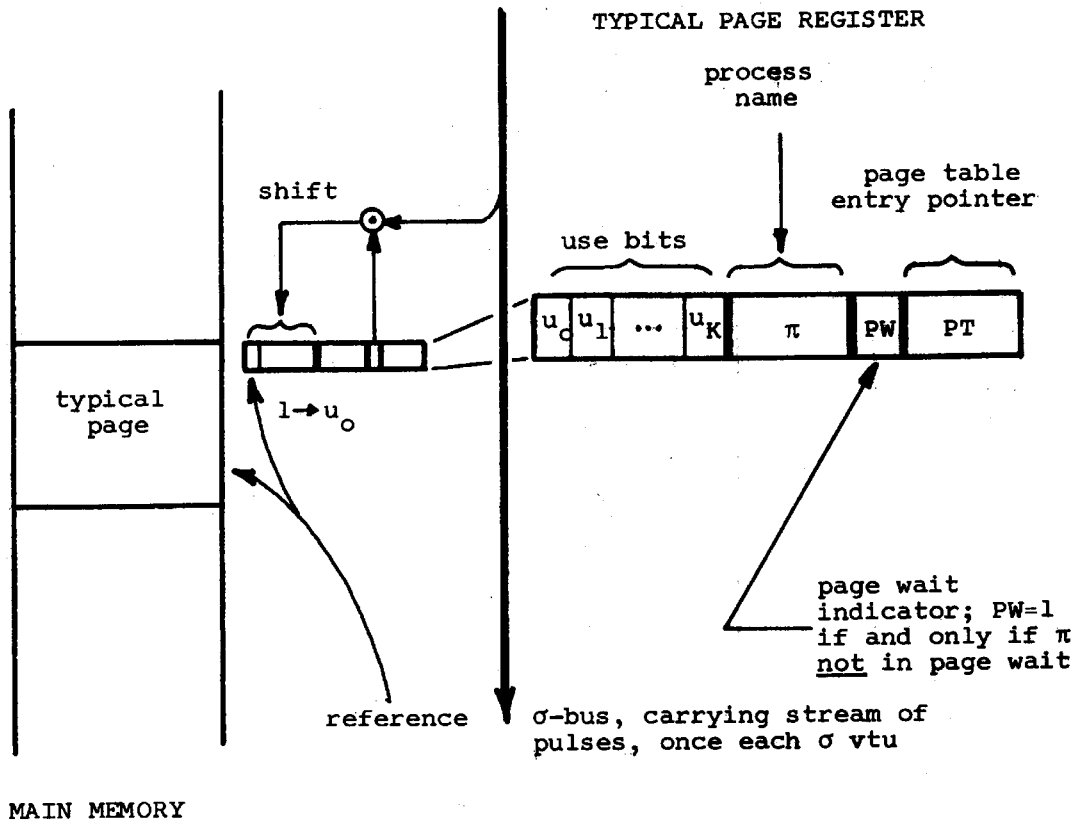 TYPICAL PAGE REGISTER
process
name
page table
entry pointer
shift
use bits
u₀ u₁ ... u_K π PW PT
typical
page
1→u₀
page wait
indicator; PW=1
if and only if π
not in page wait
reference
σ-bus, carrying stream of
pulses, once each σ vtu
MAIN MEMORY